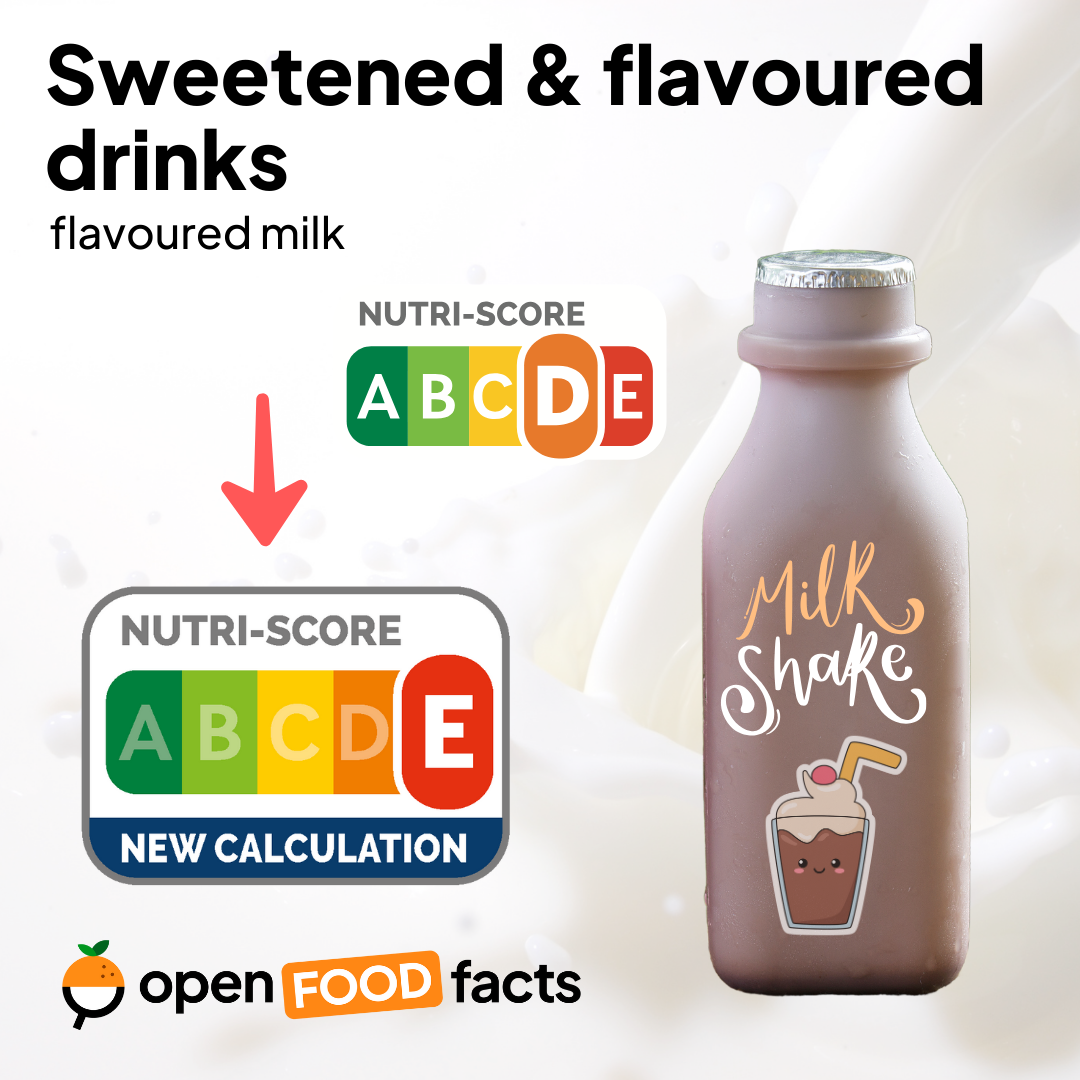 Sweetened & flavoured
drinks
flavoured milk
NUTRI-SCORE
A B C D E
NUTRI-SCORE
A B C D E
NEW CALCULATION
Milk
Shake
open FOOD facts